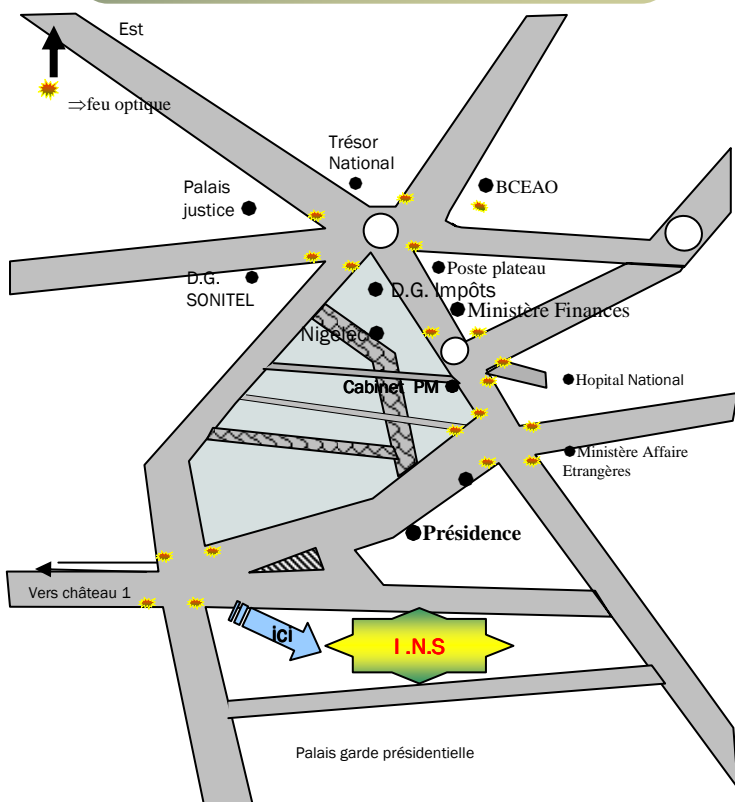 Est
⇒feu optique
Trésor
National
Palais
justice
BCEAO
D.G.
SONITEL
Poste plateau
D.G. Impôts
Ministère Finances
Nigelec
Cabinet PM
Hopital National
Ministère Affaire
Etrangères
Présidence
Vers château 1
ici
I .N.S
Palais garde présidentielle